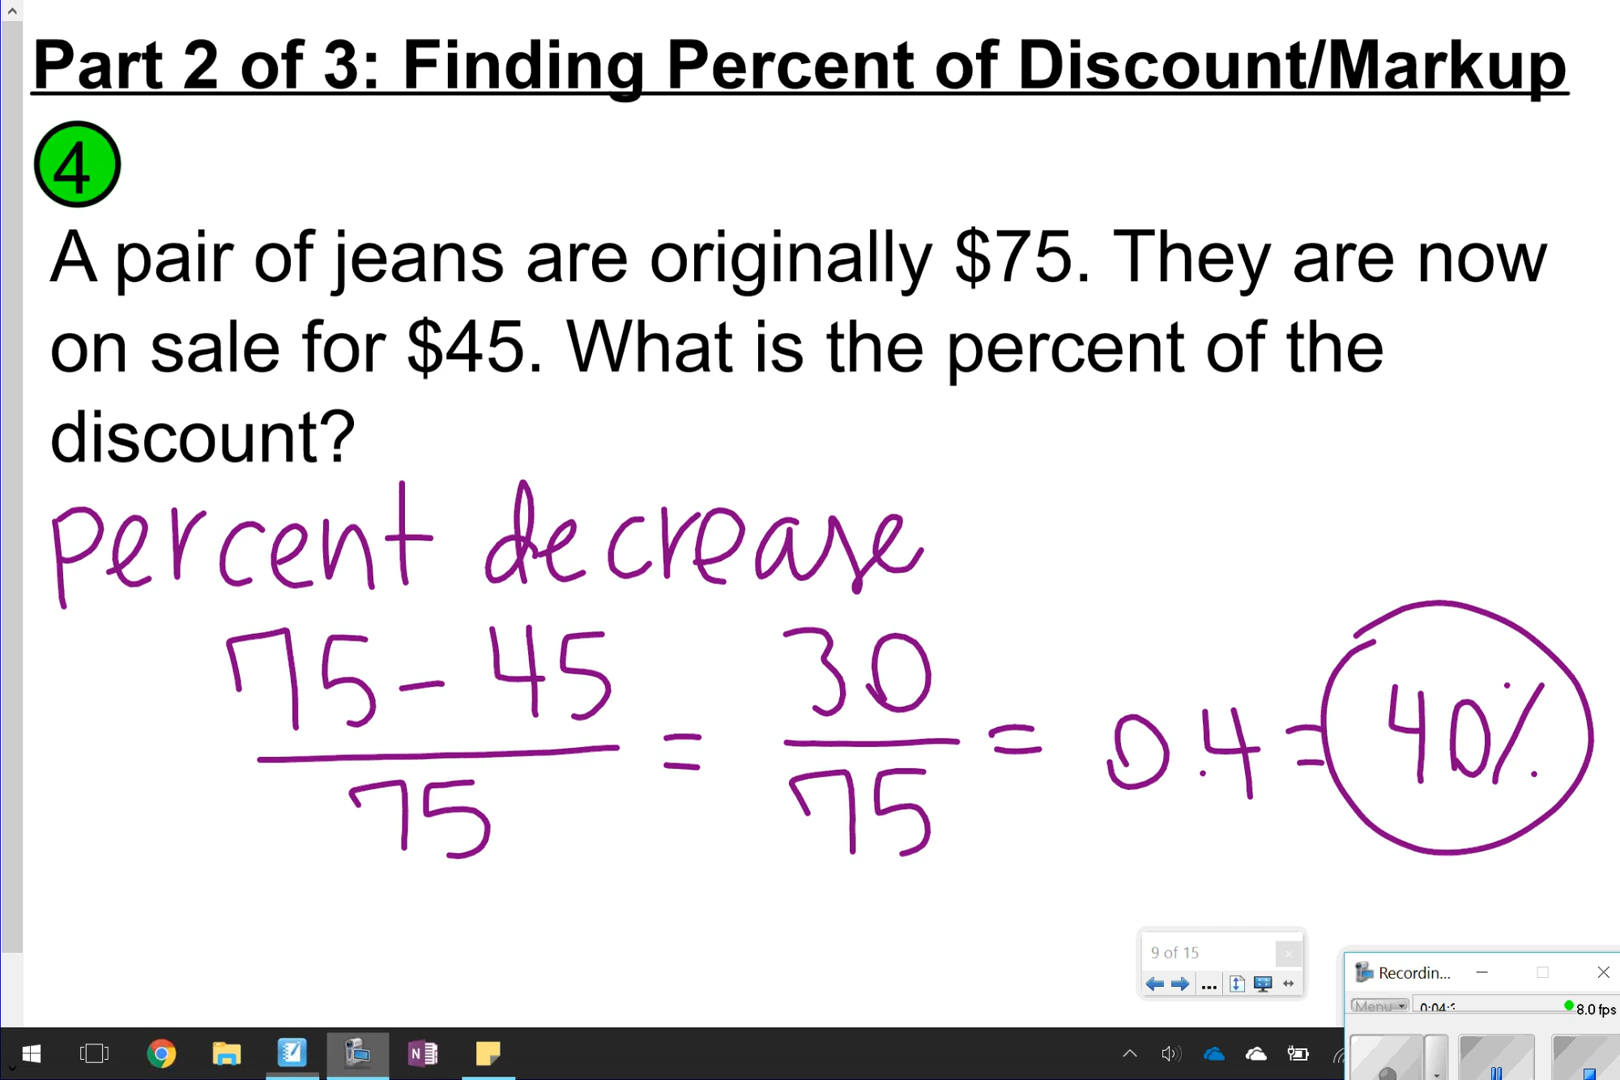 Part 2 of 3: Finding Percent of Discount/Markup
4
A pair of jeans are originally $75. They are now
on sale for $45. What is the percent of the
discount?
percent decrease
75 - 45 / 75 = 30 / 75 = 0.4 = 40%
9 of 15
Recordin...
Menu
8.0 fps
N